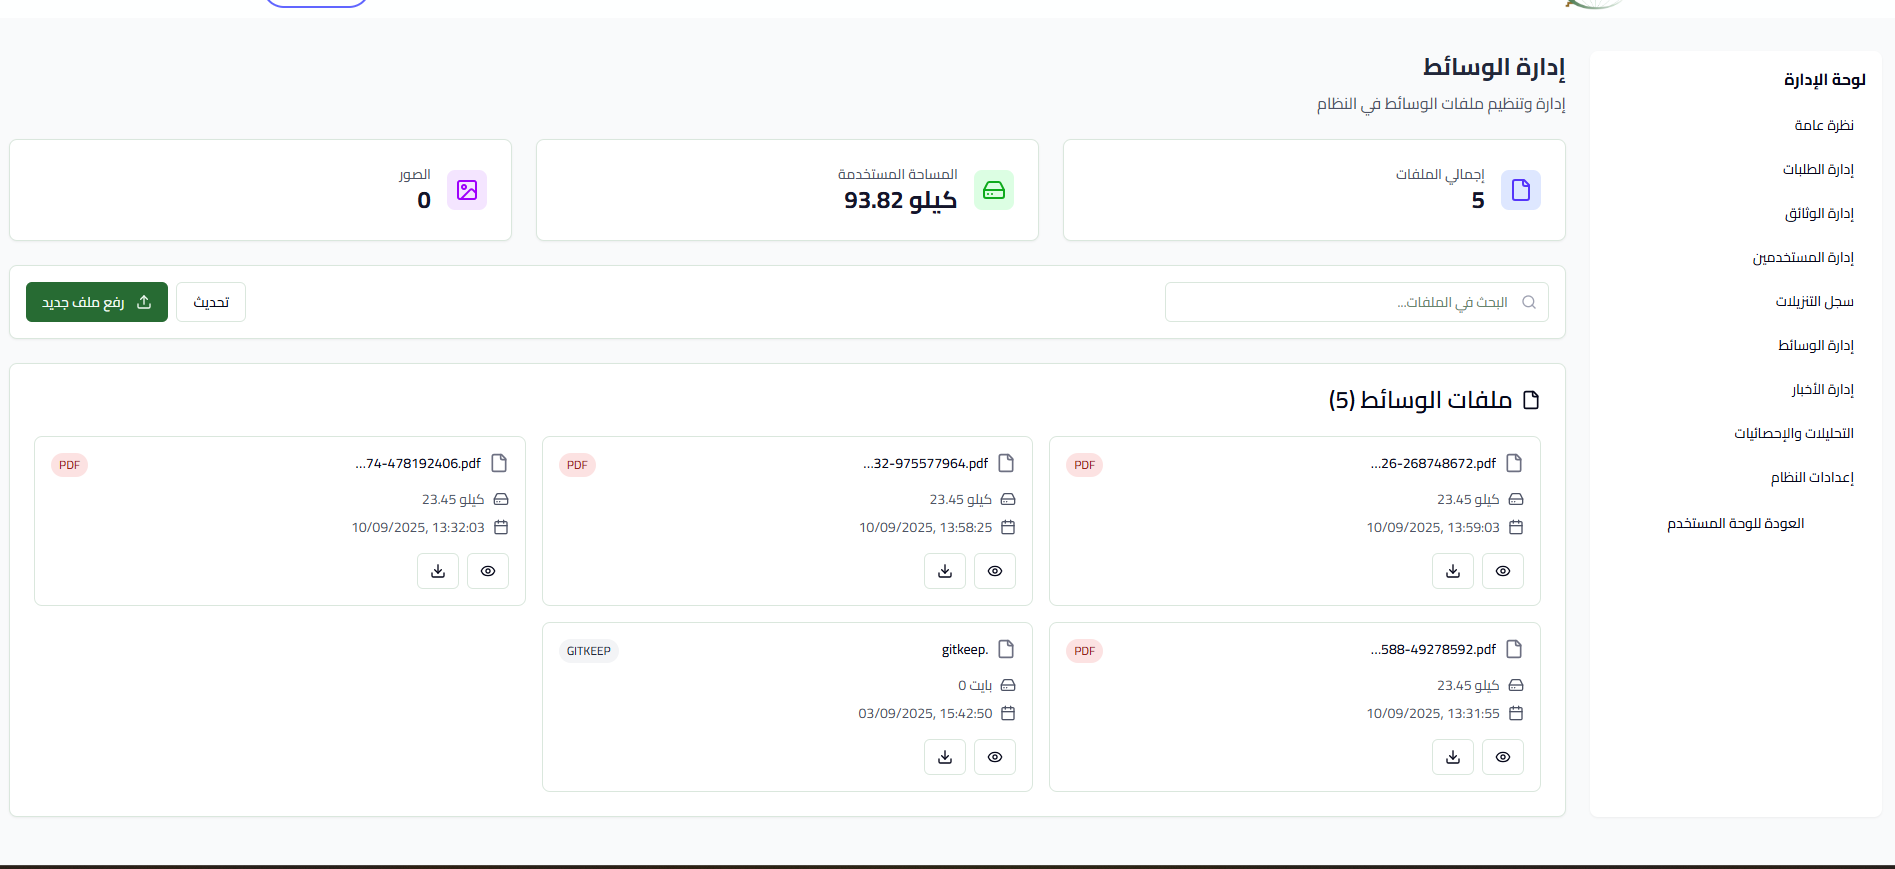 لوحة الإدارة
نظرة عامة
إدارة الطلبات
إدارة الوثائق
إدارة المستخدمين
سجل التنزيلات
إدارة الوسائط
إدارة الأخبار
التحليلات والإحصائيات
إعدادات النظام
العودة للوحة المستخدم
إدارة الوسائط
إدارة وتنظيم ملفات الوسائط في النظام
إجمالي الملفات
5
المساحة المستخدمة
93.82 كيلو
الصور
0
البحث في الملفات...
تحديث
رفع ملف جديد
ملفات الوسائط (5)
...26-268748672.pdf
PDF
23.45 كيلو
10/09/2025, 13:59:03
...32-975577964.pdf
PDF
23.45 كيلو
10/09/2025, 13:58:25
...74-478192406.pdf
PDF
23.45 كيلو
10/09/2025, 13:32:03
...588-49278592.pdf
PDF
23.45 كيلو
10/09/2025, 13:31:55
gitkeep.
GITKEEP
0 بايت
03/09/2025, 15:42:50